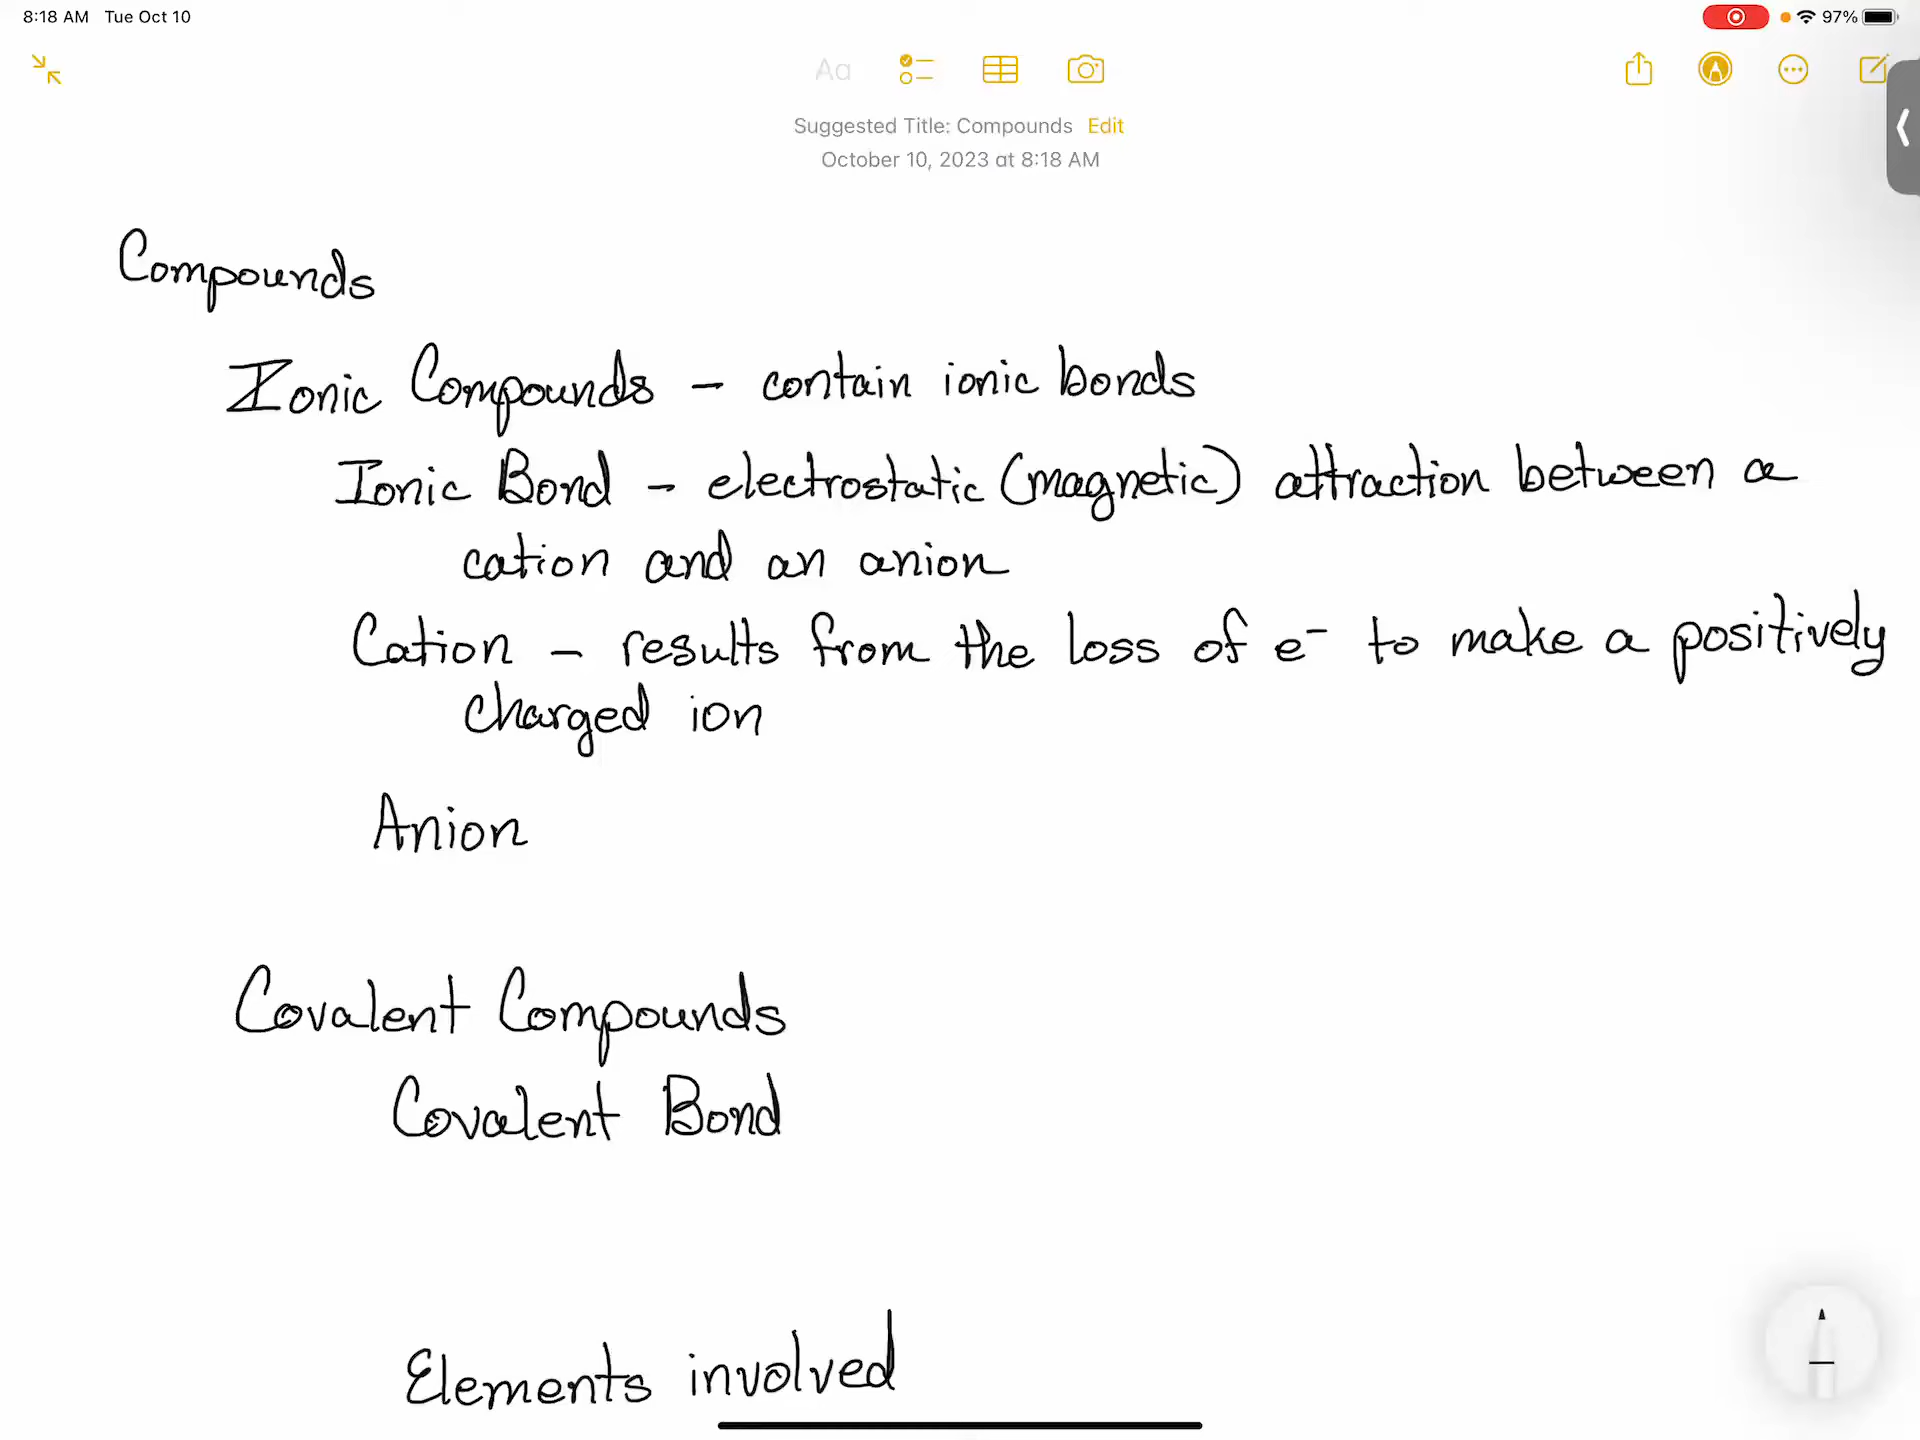 8:18 AM Tue Oct 10
97%
Aa
Suggested Title: Compounds Edit
October 10, 2023 at 8:18 AM
Compounds
Ionic Compounds - contain ionic bonds
Ionic Bond - electrostatic (magnetic) attraction between a
cation and an anion
Cation - results from the loss of e⁻ to make a positively
charged ion
Anion
Covalent Compounds
Covalent Bond
Elements involved